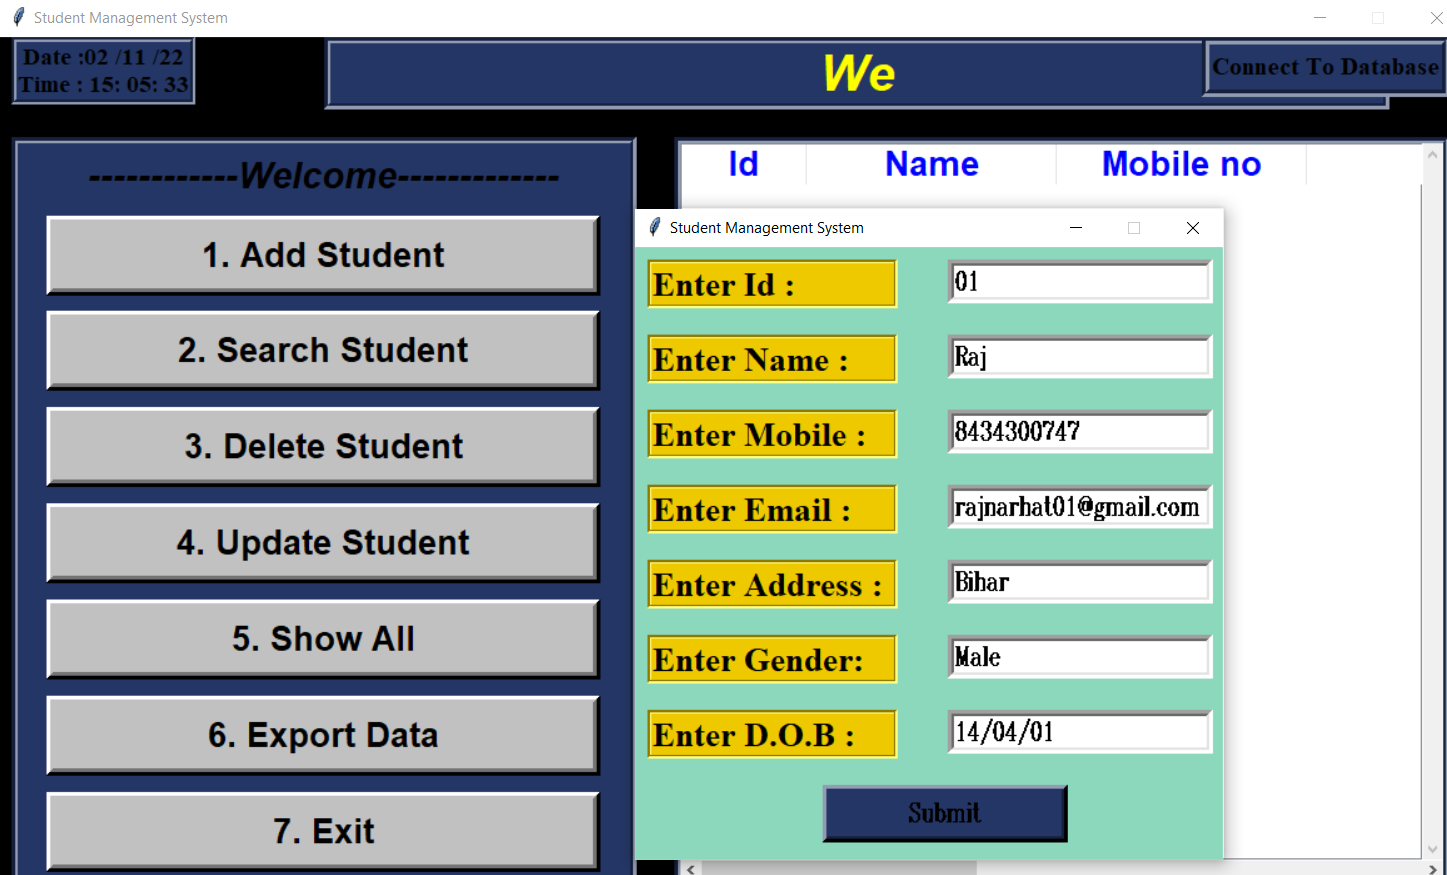 Student Management System
Date :02 /11 /22
Time : 15: 05: 33
We
Connect To Database
------------Welcome-------------
1. Add Student
2. Search Student
3. Delete Student
4. Update Student
5. Show All
6. Export Data
7. Exit
Id Name Mobile no
Student Management System
Enter Id : 01
Enter Name : Raj
Enter Mobile : 8434300747
Enter Email : rajnarhat01@gmail.com
Enter Address : Bihar
Enter Gender: Male
Enter D.O.B : 14/04/01
Submit